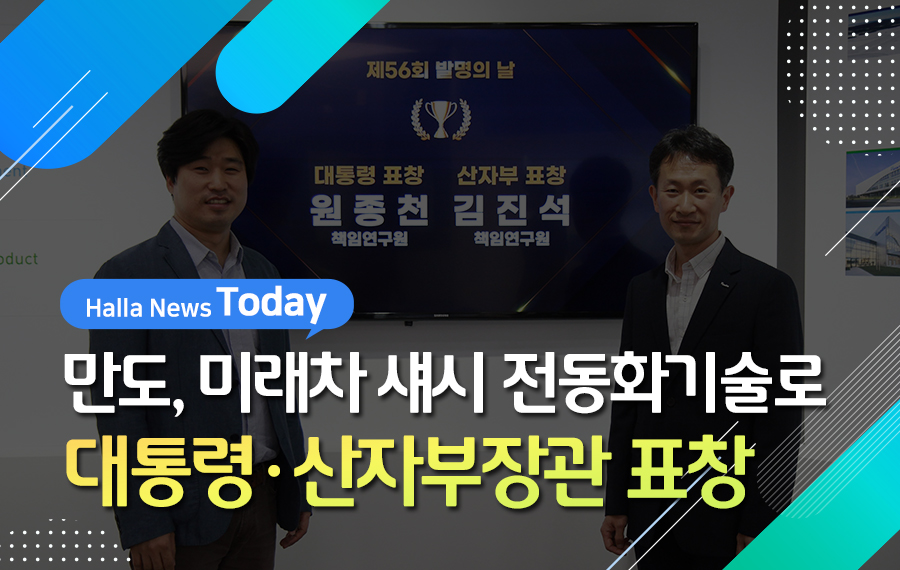 제56회 발명의 날
대통령 표창 산자부 표창
원종천 김진석
책임연구원 책임연구원
oduct
Halla News Today
만도, 미래차 섀시 전동화기술로
대통령·산자부장관 표창